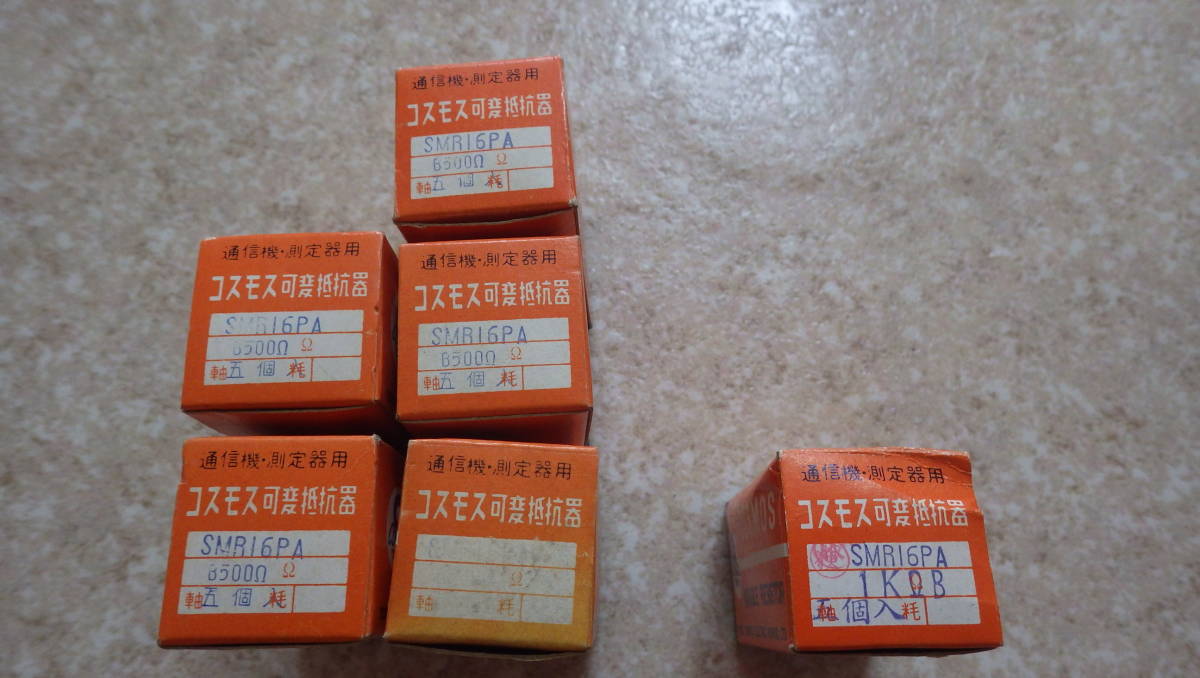 通信機・測定器用
コスモス可変抵抗器
SMR16PA
B500Ω Ω
軸五個耗
通信機・測定器用
コスモス可変抵抗器
SMR16PA
B500Ω Ω
軸五個耗
通信機・測定器用
コスモス可変抵抗器
SMR16PA
B500Ω Ω
軸五個耗
通信機・測定器用
コスモス可変抵抗器
SMR16PA
B500Ω Ω
軸五個耗
通信機・測定器用
コスモス可変抵抗器
Ω
軸 耗
通信機・測定器用
コスモス可変抵抗器
SMR16PA
1KΩB
五個入耗